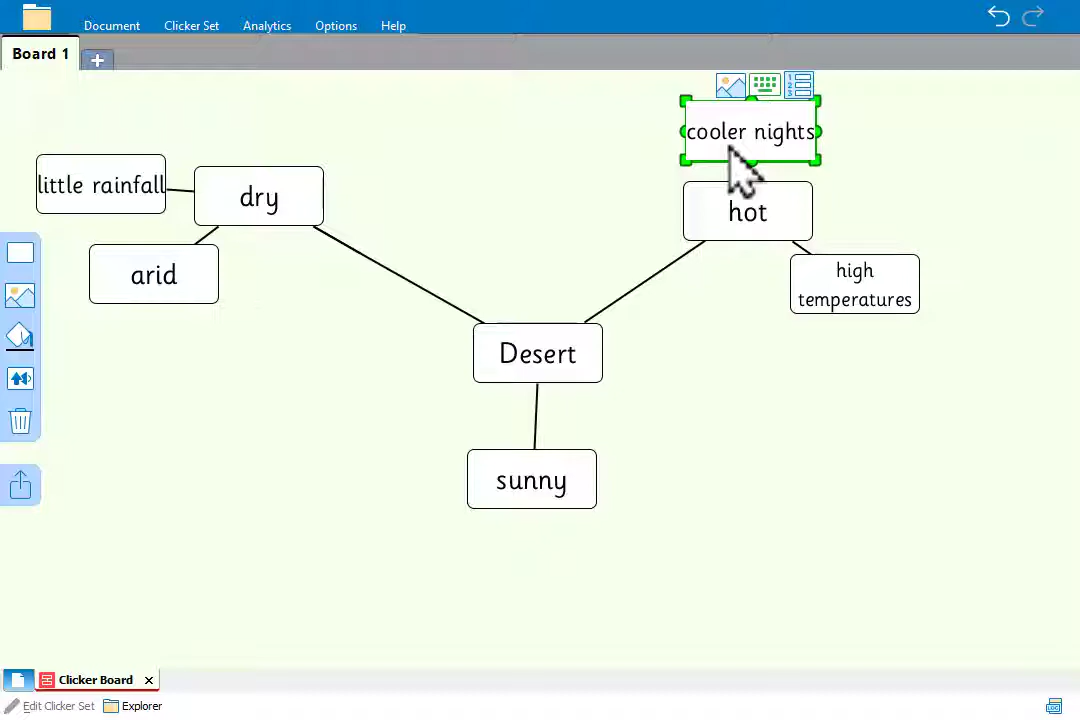 Document Clicker Set Analytics Options Help
Board 1
cooler nights
little rainfall
dry
hot
arid
high
temperatures
Desert
sunny
Clicker Board
Edit Clicker Set Explorer